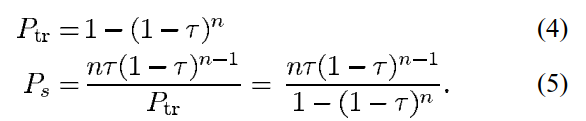 P_tr = 1 − (1 − τ)^n (4)
P_s = nτ(1 − τ)^{n−1} / P_tr = nτ(1 − τ)^{n−1} / 1 − (1 − τ)^n . (5)